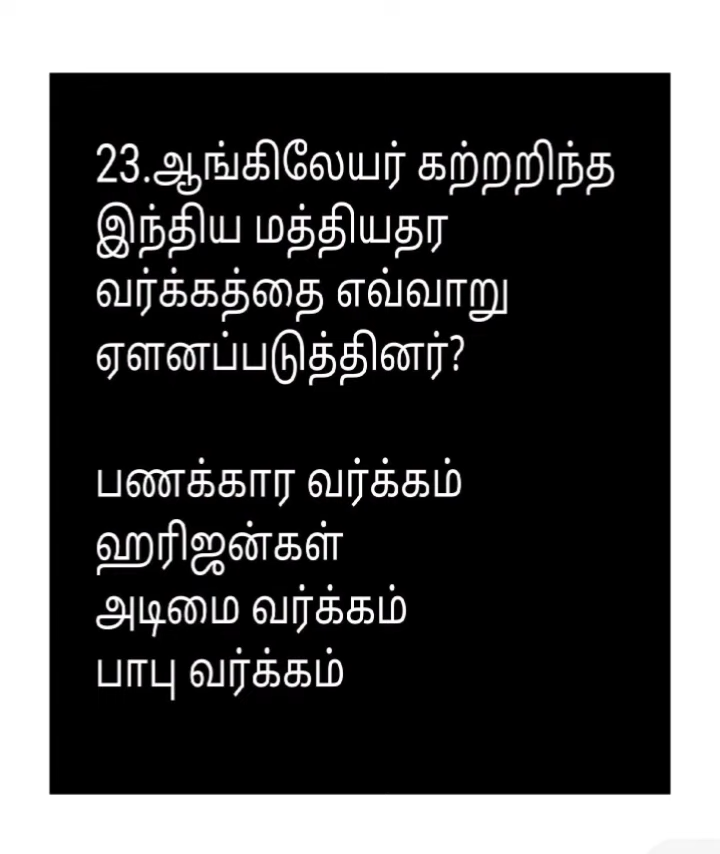 23.ஆங்கிலேயர் கற்றறிந்த
இந்திய மத்தியதர
வர்க்கத்தை எவ்வாறு
ஏளனப்படுத்தினர்?
பணக்கார வர்க்கம்
ஹரிஜன்கள்
அடிமை வர்க்கம்
பாபு வர்க்கம்